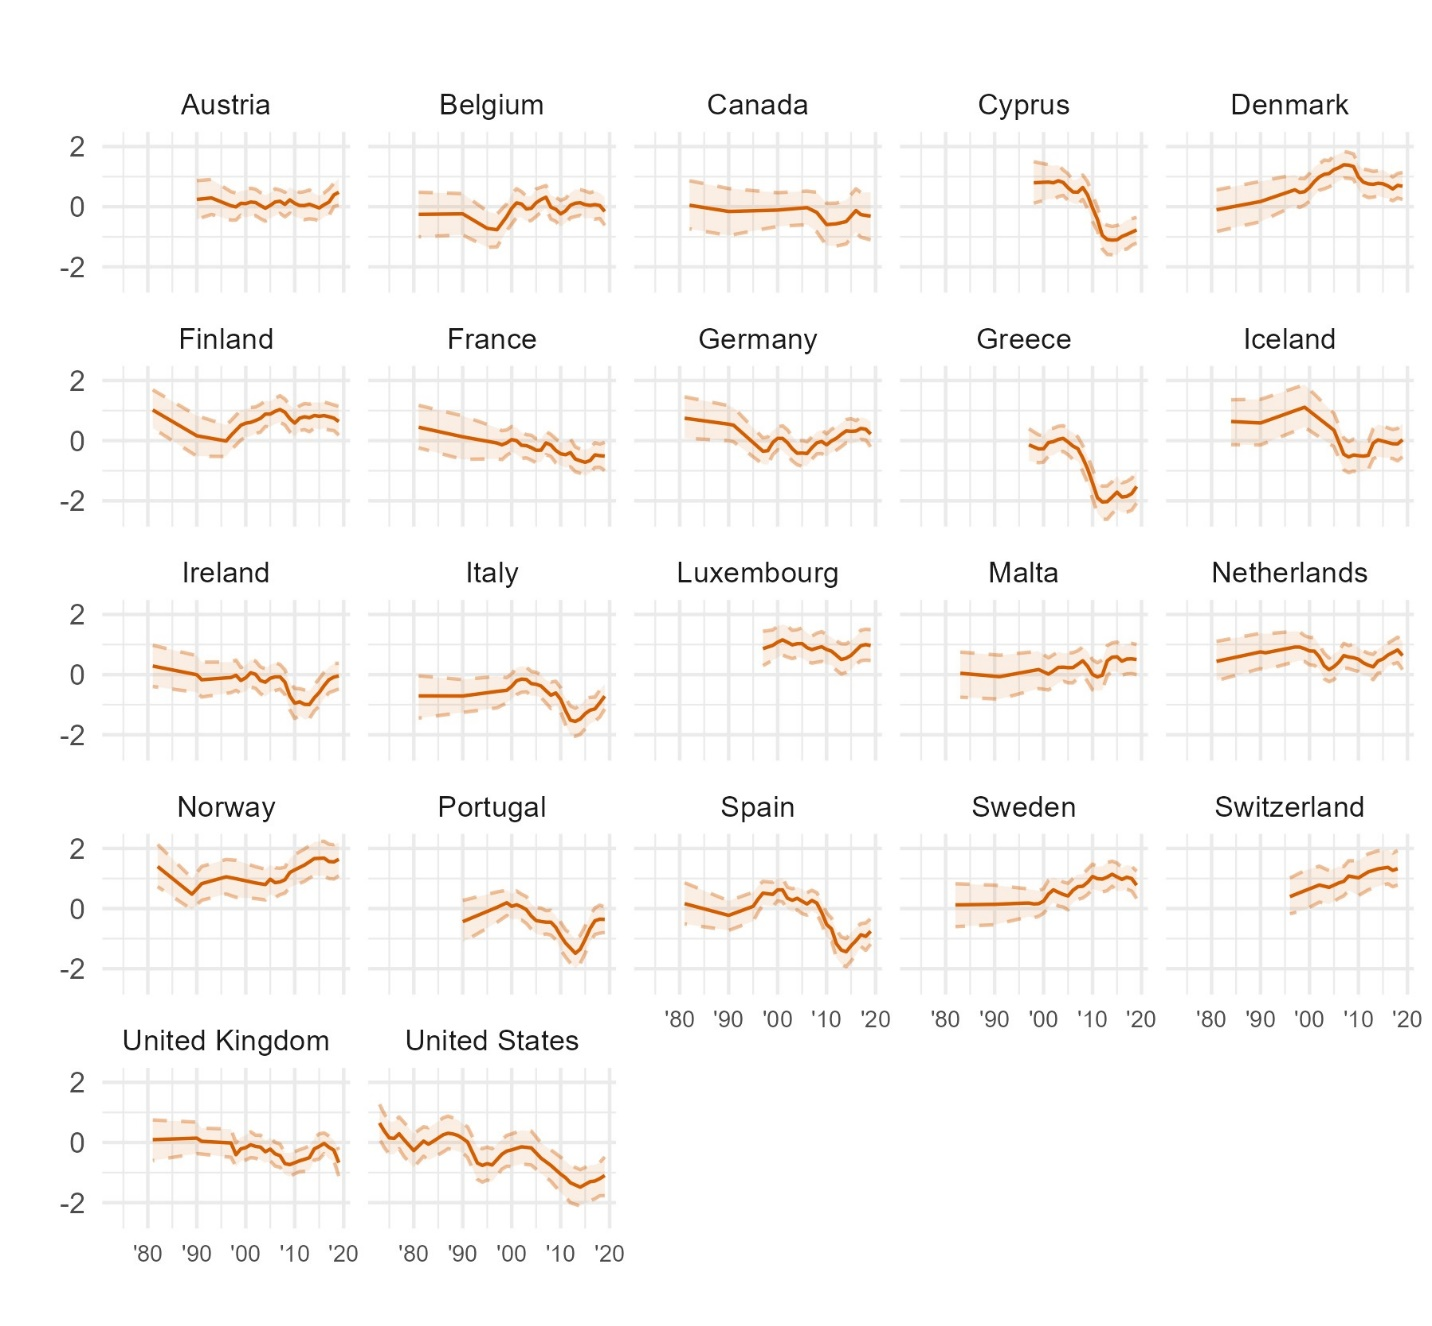 Austria Belgium Canada Cyprus Denmark
2
0
-2
Finland France Germany Greece Iceland
2
0
-2
Ireland Italy Luxembourg Malta Netherlands
2
0
-2
Norway Portugal Spain Sweden Switzerland
2
0
-2
'80 '90 '00 '10 '20 '80 '90 '00 '10 '20 '80 '90 '00 '10 '20
United Kingdom United States
2
0
-2
'80 '90 '00 '10 '20 '80 '90 '00 '10 '20